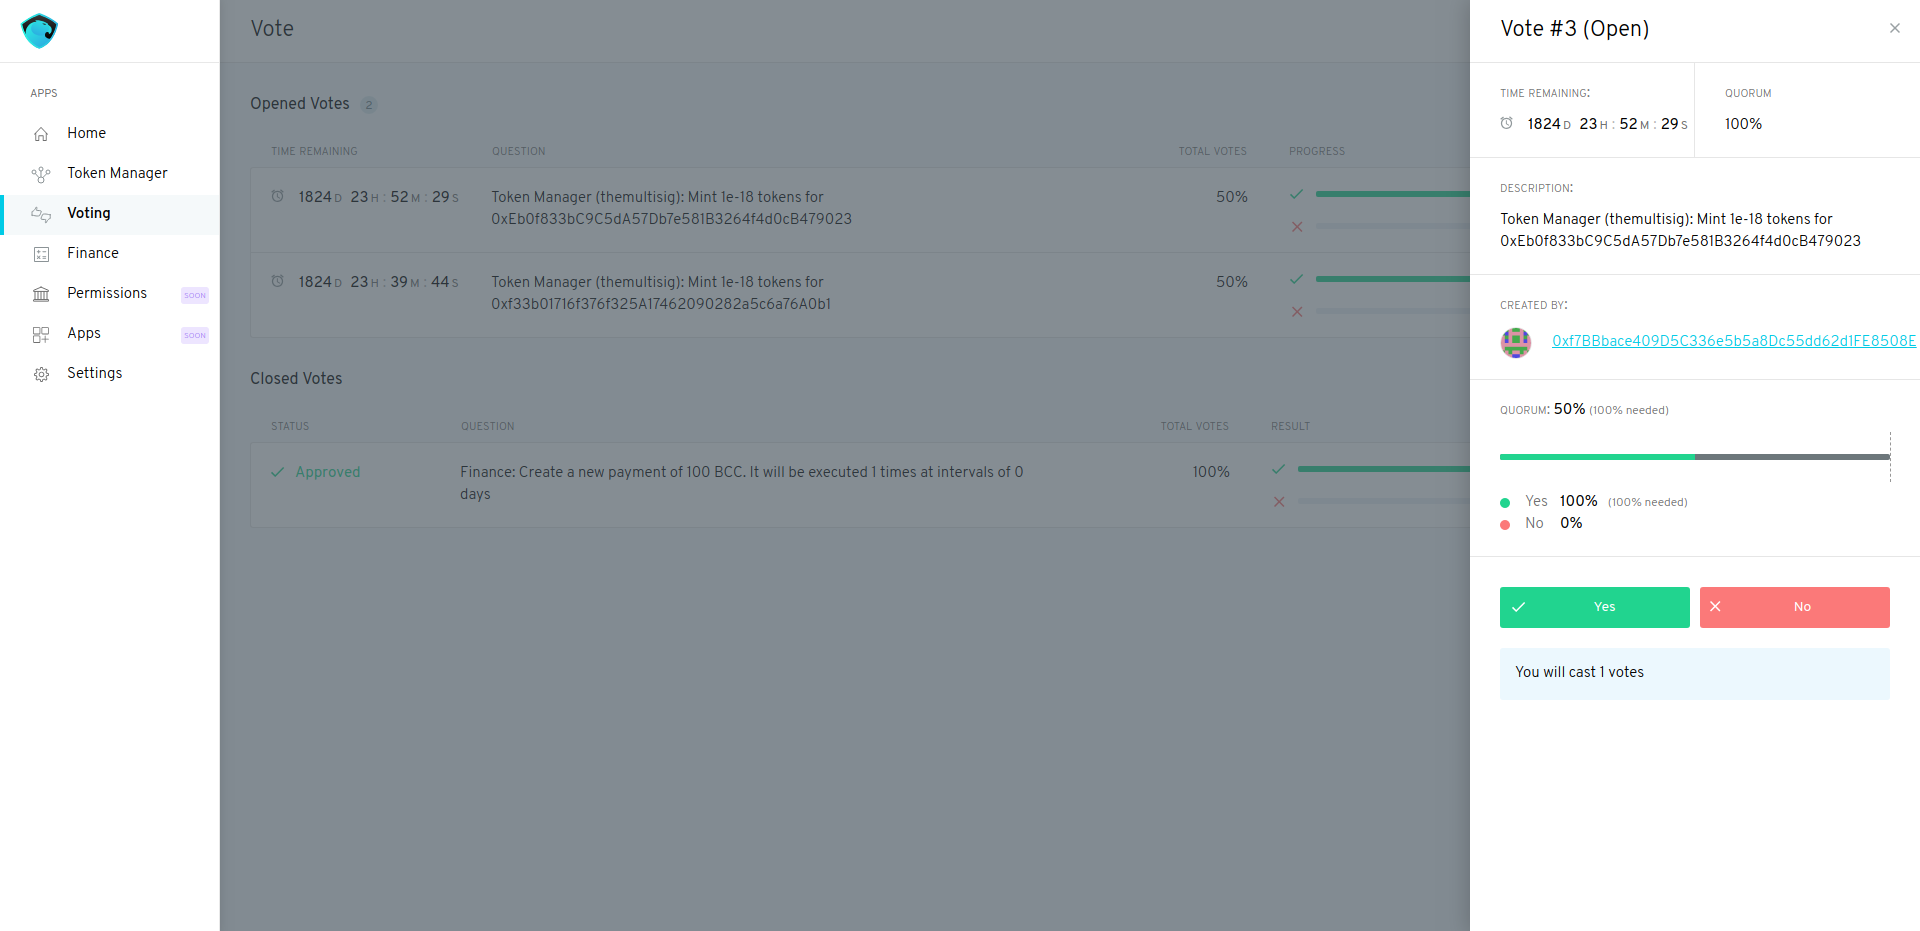 APPS
Home
Token Manager
Voting
Finance
Permissions SOON
Apps SOON
Settings
Vote
Opened Votes 2
TIME REMAINING QUESTION TOTAL VOTES PROGRESS
1824 D 23 H : 52 M : 29 S Token Manager (themultisig): Mint 1e-18 tokens for 50%
0xEb0f833bC9C5dA57Db7e581B3264f4d0cB479023
1824 D 23 H : 39 M : 44 S Token Manager (themultisig): Mint 1e-18 tokens for 50%
0xf33b01716f376f325A17462090282a5c6a76A0b1
Closed Votes
STATUS QUESTION TOTAL VOTES RESULT
Approved Finance: Create a new payment of 100 BCC. It will be executed 1 times at intervals of 0 100%
days
Vote #3 (Open)
TIME REMAINING: QUORUM
1824 D 23 H : 52 M : 29 S 100%
DESCRIPTION:
Token Manager (themultisig): Mint 1e-18 tokens for
0xEb0f833bC9C5dA57Db7e581B3264f4d0cB479023
CREATED BY:
0xf7BBbace409D5C336e5b5a8Dc55dd62d1FE8508E
QUORUM: 50% (100% needed)
Yes 100% (100% needed)
No 0%
Yes No
You will cast 1 votes